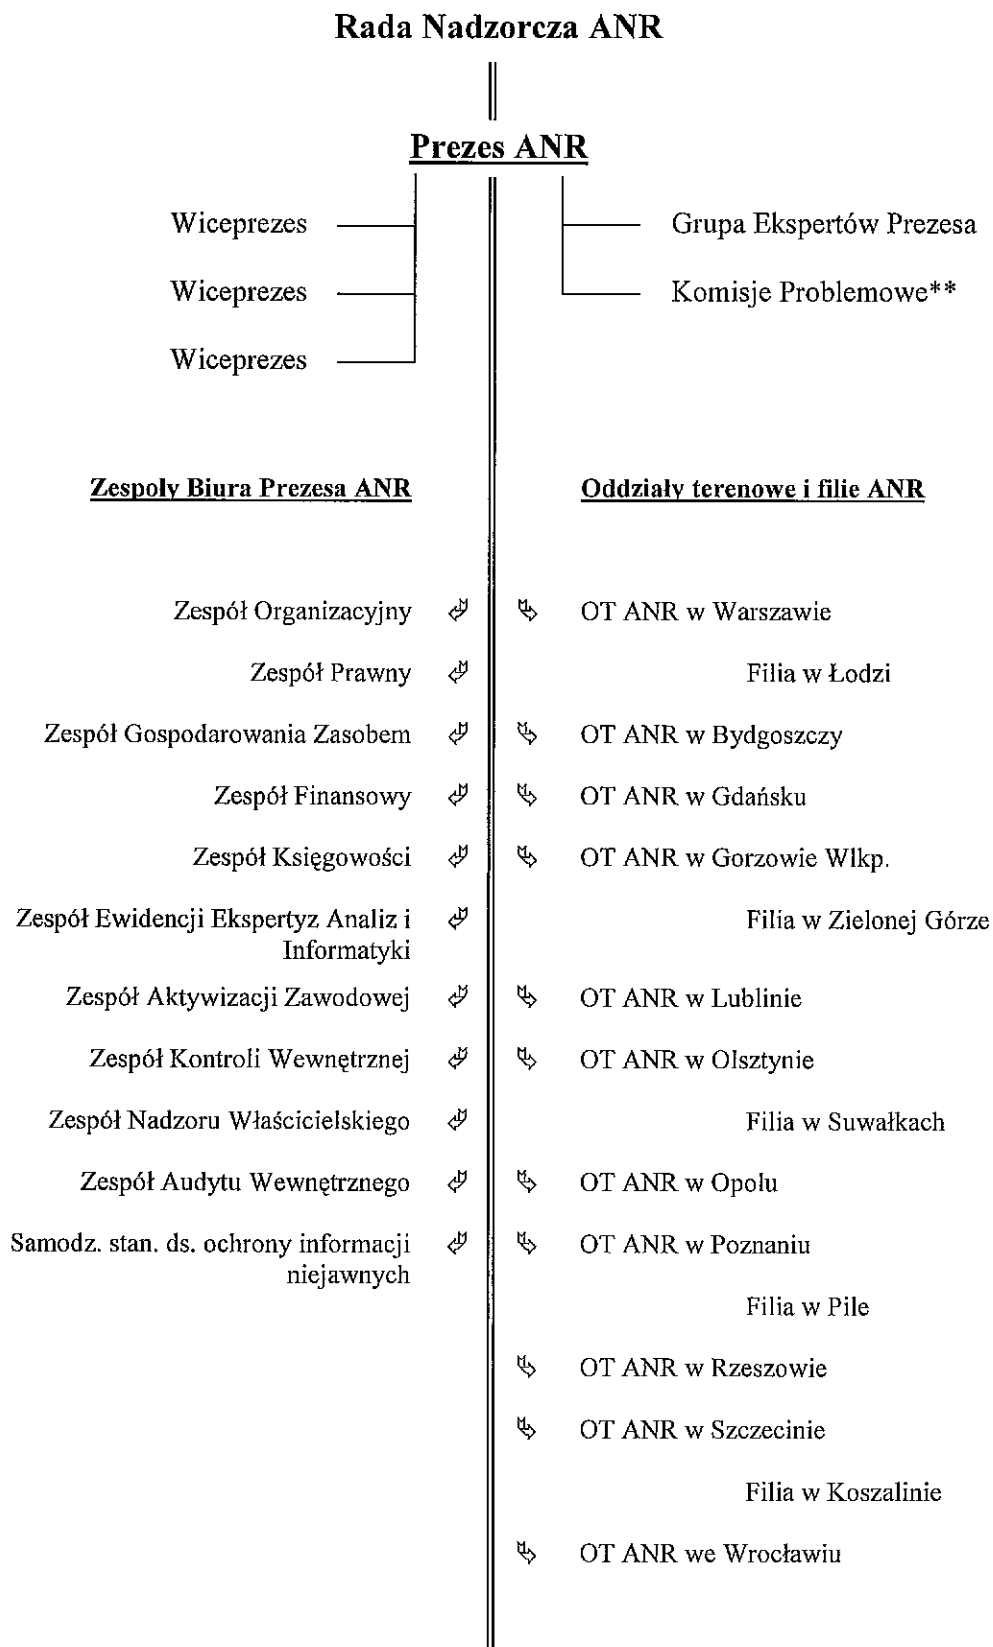 Rada Nadzorcza ANR
Prezes ANR
Wiceprezes
Wiceprezes
Wiceprezes
Grupa Ekspertów Prezesa
Komisje Problemowe**
Zespoły Biura Prezesa ANR
Zespół Organizacyjny
Zespół Prawny
Zespół Gospodarowania Zasobem
Zespół Finansowy
Zespół Księgowości
Zespół Ewidencji Ekspertyz Analiz i
Informatyki
Zespół Aktywizacji Zawodowej
Zespół Kontroli Wewnętrznej
Zespół Nadzoru Właścicielskiego
Zespół Audytu Wewnętrznego
Samodz. stan. ds. ochrony informacji
niejawnych
Oddziały terenowe i filie ANR
OT ANR w Warszawie
Filia w Łodzi
OT ANR w Bydgoszczy
OT ANR w Gdańsku
OT ANR w Gorzowie Wlkp.
Filia w Zielonej Górze
OT ANR w Lublinie
OT ANR w Olsztynie
Filia w Suwałkach
OT ANR w Opolu
OT ANR w Poznaniu
Filia w Pile
OT ANR w Rzeszowie
OT ANR w Szczecinie
Filia w Koszalinie
OT ANR we Wrocławiu